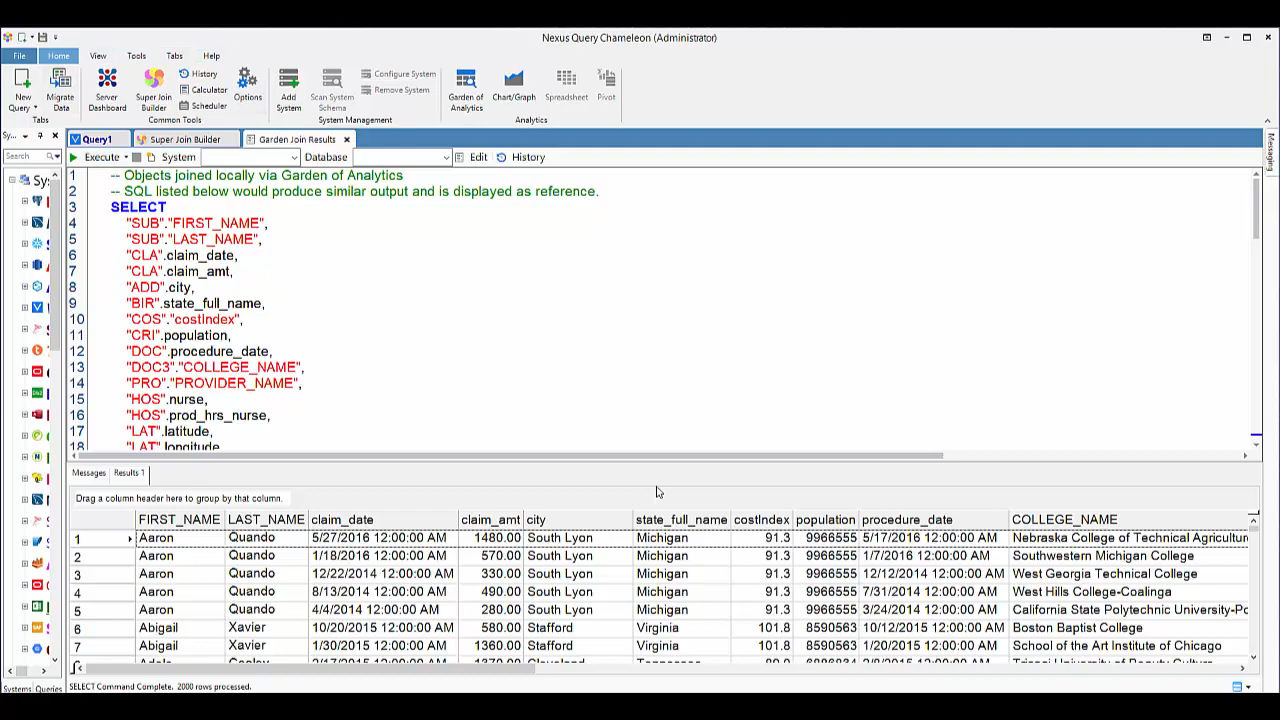 Nexus Query Chameleon (Administrator)
File Home View Tools Tabs Help
New Query
Migrate Data
Tabs
Server Dashboard
Super Join Builder
History
Calculator
Scheduler
Options
Common Tools
Add System
Scan System Schema
Configure System
Remove System
System Management
Garden of Analytics
Chart/Graph
Spreadsheet
Pivot
Analytics
Sy...
Query1
Super Join Builder
Garden Join Results
Messaging
Search
Execute
System
Database
Edit
History
Sy
1 -- Objects joined locally via Garden of Analytics
2 -- SQL listed below would produce similar output and is displayed as reference.
3 SELECT
4 "SUB"."FIRST_NAME",
5 "SUB"."LAST_NAME",
6 "CLA".claim_date,
7 "CLA".claim_amt,
8 "ADD".city,
9 "BIR".state_full_name,
10 "COS"."costIndex",
11 "CRI".population,
12 "DOC".procedure_date,
13 "DOC3"."COLLEGE_NAME",
14 "PRO"."PROVIDER_NAME",
15 "HOS".nurse,
16 "HOS".prod_hrs_nurse,
17 "LAT".latitude,
18 "LAT".longitude
Messages Results 1
Drag a column header here to group by that column.
FIRST_NAME LAST_NAME claim_date claim_amt city state_full_name costIndex population procedure_date COLLEGE_NAME
1 Aaron Quando 5/27/2016 12:00:00 AM 1480.00 South Lyon Michigan 91.3 9966555 5/17/2016 12:00:00 AM Nebraska College of Technical Agricultur
2 Aaron Quando 1/18/2016 12:00:00 AM 570.00 South Lyon Michigan 91.3 9966555 1/7/2016 12:00:00 AM Southwestern Michigan College
3 Aaron Quando 12/22/2014 12:00:00 AM 330.00 South Lyon Michigan 91.3 9966555 12/12/2014 12:00:00 AM West Georgia Technical College
4 Aaron Quando 8/13/2014 12:00:00 AM 490.00 South Lyon Michigan 91.3 9966555 7/31/2014 12:00:00 AM West Hills College-Coalinga
5 Aaron Quando 4/4/2014 12:00:00 AM 280.00 South Lyon Michigan 91.3 9966555 3/24/2014 12:00:00 AM California State Polytechnic University-Po
6 Abigail Xavier 10/20/2015 12:00:00 AM 580.00 Stafford Virginia 101.8 8590563 10/12/2015 12:00:00 AM Boston Baptist College
7 Abigail Xavier 1/30/2015 12:00:00 AM 1360.00 Stafford Virginia 101.8 8590563 1/20/2015 12:00:00 AM School of the Art Institute of Chicago
Systems Queries
SELECT Command Complete. 2000 rows processed.